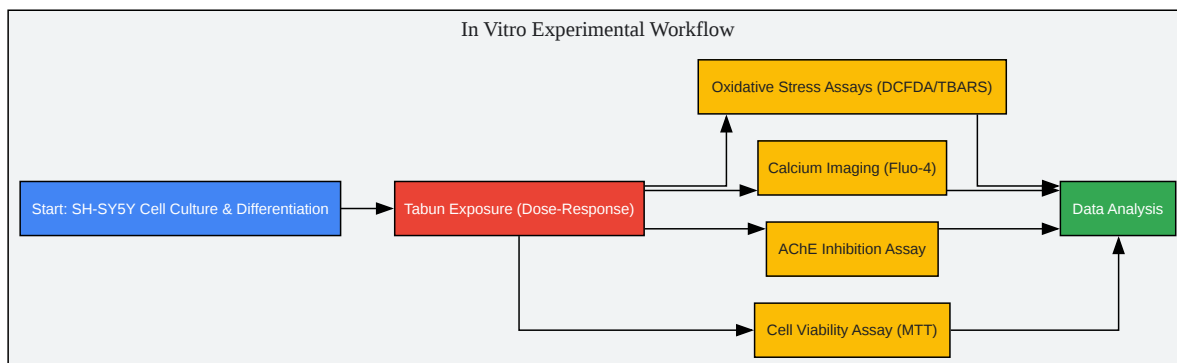 In Vitro Experimental Workflow
Oxidative Stress Assays (DCFDA/TBARS)
Calcium Imaging (Fluo-4)
Start: SH-SY5Y Cell Culture & Differentiation
Tabun Exposure (Dose-Response)
Data Analysis
AChE Inhibition Assay
Cell Viability Assay (MTT)